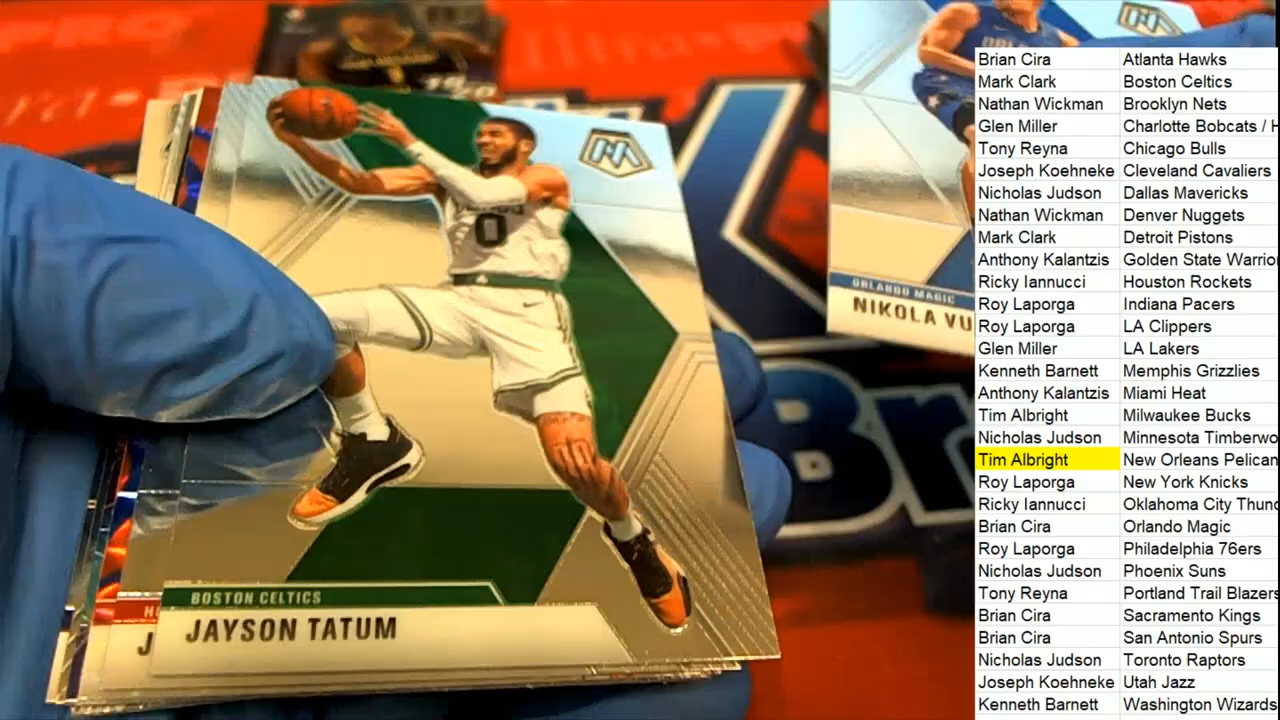 BOSTON CELTICS
JAYSON TATUM
0
ORLANDO MAGIC
NIKOLA VU
Br
Brian Cira Atlanta Hawks
Mark Clark Boston Celtics
Nathan Wickman Brooklyn Nets
Glen Miller Charlotte Bobcats / H
Tony Reyna Chicago Bulls
Joseph Koehneke Cleveland Cavaliers
Nicholas Judson Dallas Mavericks
Nathan Wickman Denver Nuggets
Mark Clark Detroit Pistons
Anthony Kalantzis Golden State Warrior
Ricky Iannucci Houston Rockets
Roy Laporga Indiana Pacers
Roy Laporga LA Clippers
Glen Miller LA Lakers
Kenneth Barnett Memphis Grizzlies
Anthony Kalantzis Miami Heat
Tim Albright Milwaukee Bucks
Nicholas Judson Minnesota Timberwo
Tim Albright New Orleans Pelican
Roy Laporga New York Knicks
Ricky Iannucci Oklahoma City Thund
Brian Cira Orlando Magic
Roy Laporga Philadelphia 76ers
Nicholas Judson Phoenix Suns
Tony Reyna Portland Trail Blazers
Brian Cira Sacramento Kings
Brian Cira San Antonio Spurs
Nicholas Judson Toronto Raptors
Joseph Koehneke Utah Jazz
Kenneth Barnett Washington Wizards